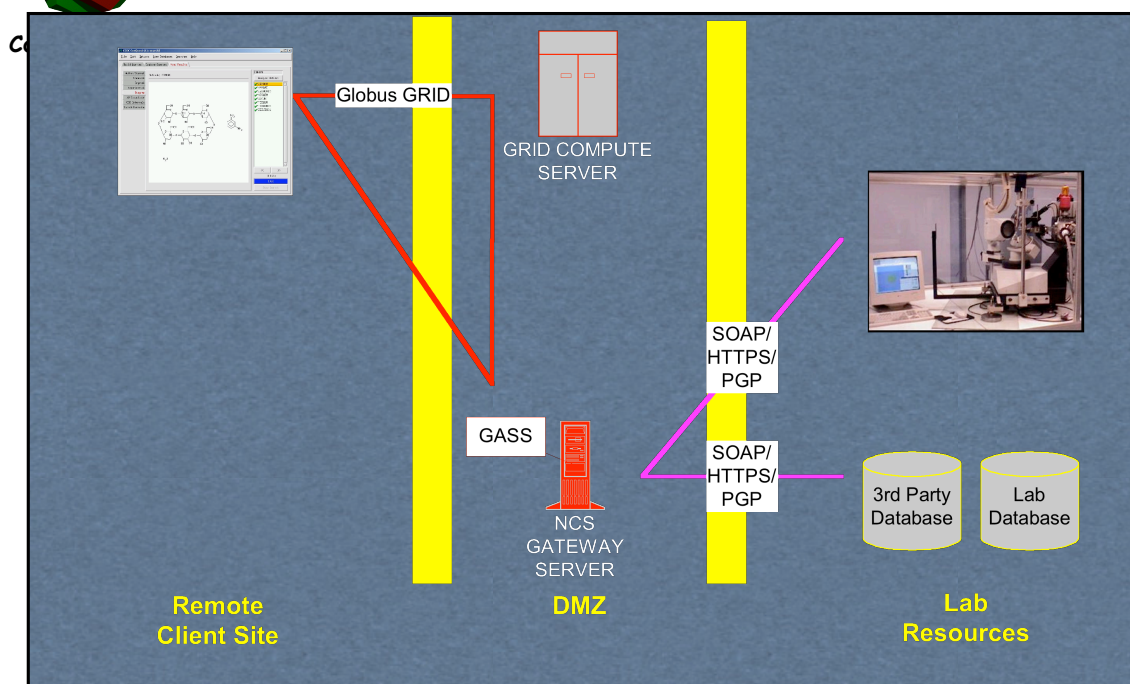 Globus GRID
GRID COMPUTE
SERVER
SOAP/
HTTPS/
PGP
GASS
SOAP/
HTTPS/
PGP
3rd Party
Database
Lab
Database
NCS
GATEWAY
SERVER
Remote
Client Site
DMZ
Lab
Resources